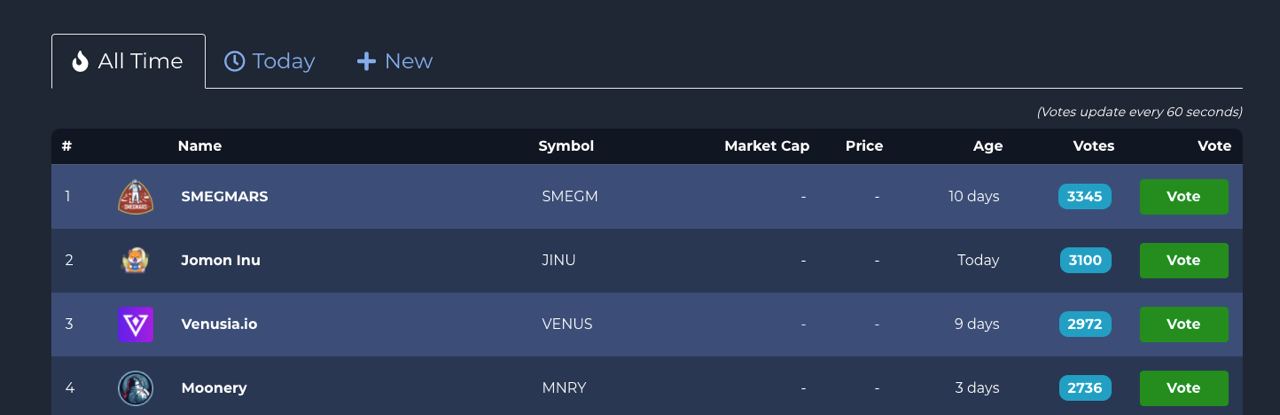 All Time Today New
(Votes update every 60 seconds)
# Name Symbol Market Cap Price Age Votes Vote
1 SMEGMARS SMEGM - - 10 days 3345 Vote
2 Jomon Inu JINU - - Today 3100 Vote
3 Venusia.io VENUS - - 9 days 2972 Vote
4 Moonery MNRY - - 3 days 2736 Vote